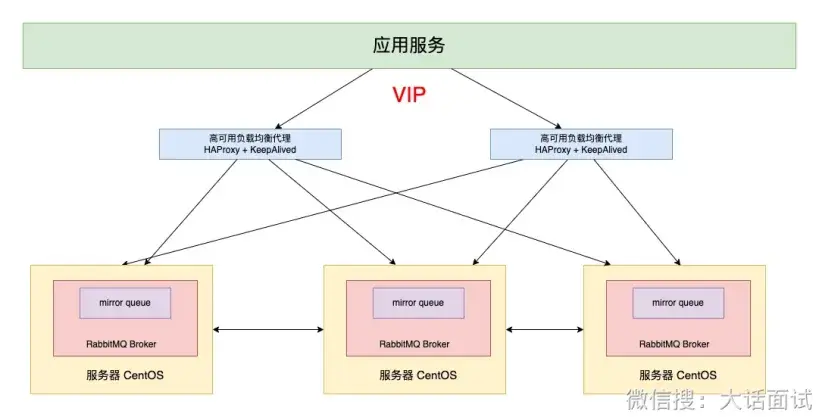 应用服务
VIP
高可用负载均衡代理
HAProxy + KeepAlived
高可用负载均衡代理
HAProxy + KeepAlived
mirror queue
RabbitMQ Broker
服务器 CentOS
mirror queue
RabbitMQ Broker
服务器 CentOS
mirror queue
RabbitMQ Broker
服务器 CentOS
微信搜：大话面试